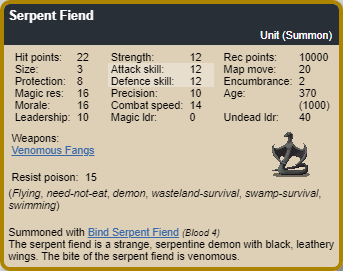 Serpent Fiend
Unit (Summon)
Hit points: 22 Strength: 12 Rec points: 10000
Size: 3 Attack skill: 12 Map move: 20
Protection: 8 Defence skill: 12 Encumbrance: 2
Magic res: 16 Precision: 10 Age: 370
Morale: 16 Combat speed: 14 (1000)
Leadership: 10 Magic ldr: 0 Undead ldr: 40
Weapons:
Venomous Fangs
Resist poison: 15
(Flying, need-not-eat, demon, wasteland-survival, swamp-survival,
swimming)
Summoned with Bind Serpent Fiend (Blood 4)
The serpent fiend is a strange, serpentine demon with black, leathery
wings. The bite of the serpent fiend is venomous.